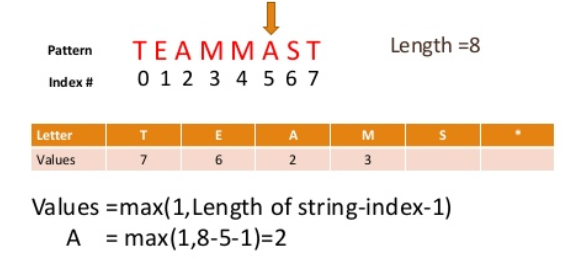 Pattern TEAMMAST Length =8
Index # 0 1 2 3 4 5 6 7
Letter T E A M S *
Values 7 6 2 3
Values =max(1,Length of string-index-1)
A = max(1,8-5-1)=2